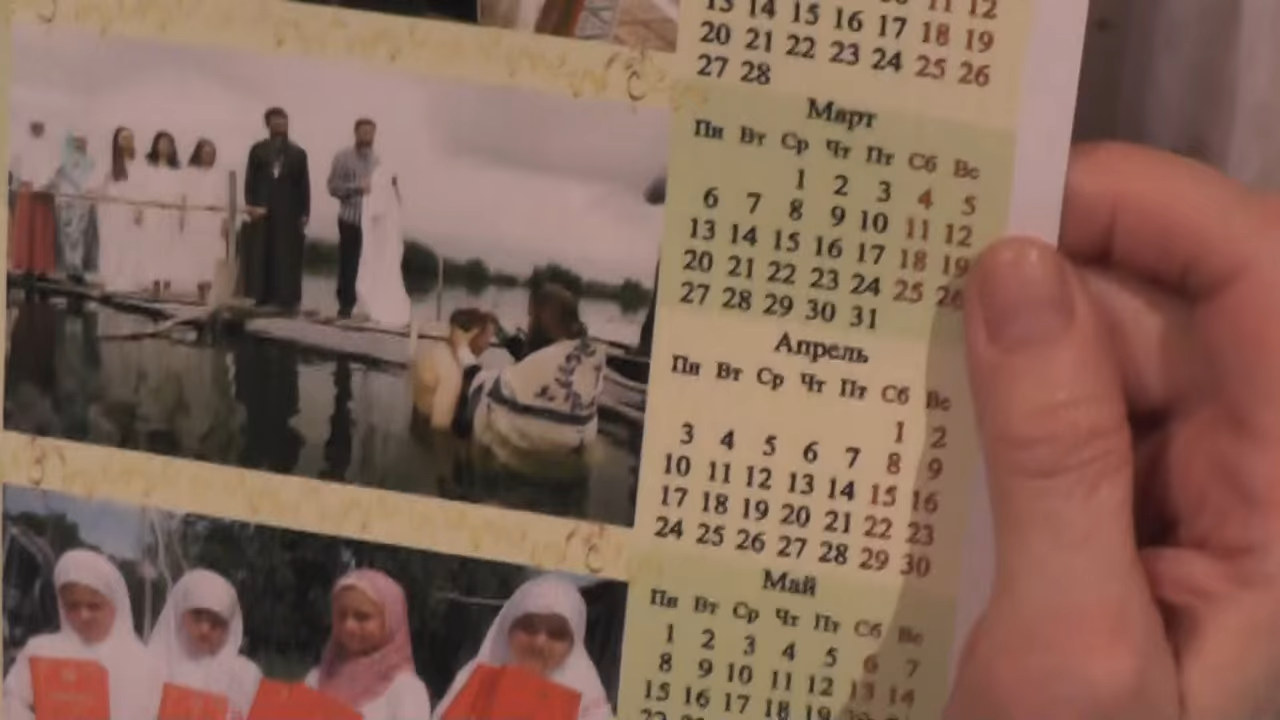 11 12
13 14 15 16 17 18 19
20 21 22 23 24 25 26
27 28
Март
Пн Вт Ср Чт Пт Сб Вс
1 2 3 4 5
6 7 8 9 10 11 12
13 14 15 16 17 18 19
20 21 22 23 24 25 26
27 28 29 30 31
Апрель
Пн Вт Ср Чт Пт Сб Вс
1 2
3 4 5 6 7 8 9
10 11 12 13 14 15 16
17 18 19 20 21 22 23
24 25 26 27 28 29 30
Май
Пн Вт Ср Чт Пт Сб Вс
1 2 3 4 5 6 7
8 9 10 11 12 13 14
15 16 17 18 19